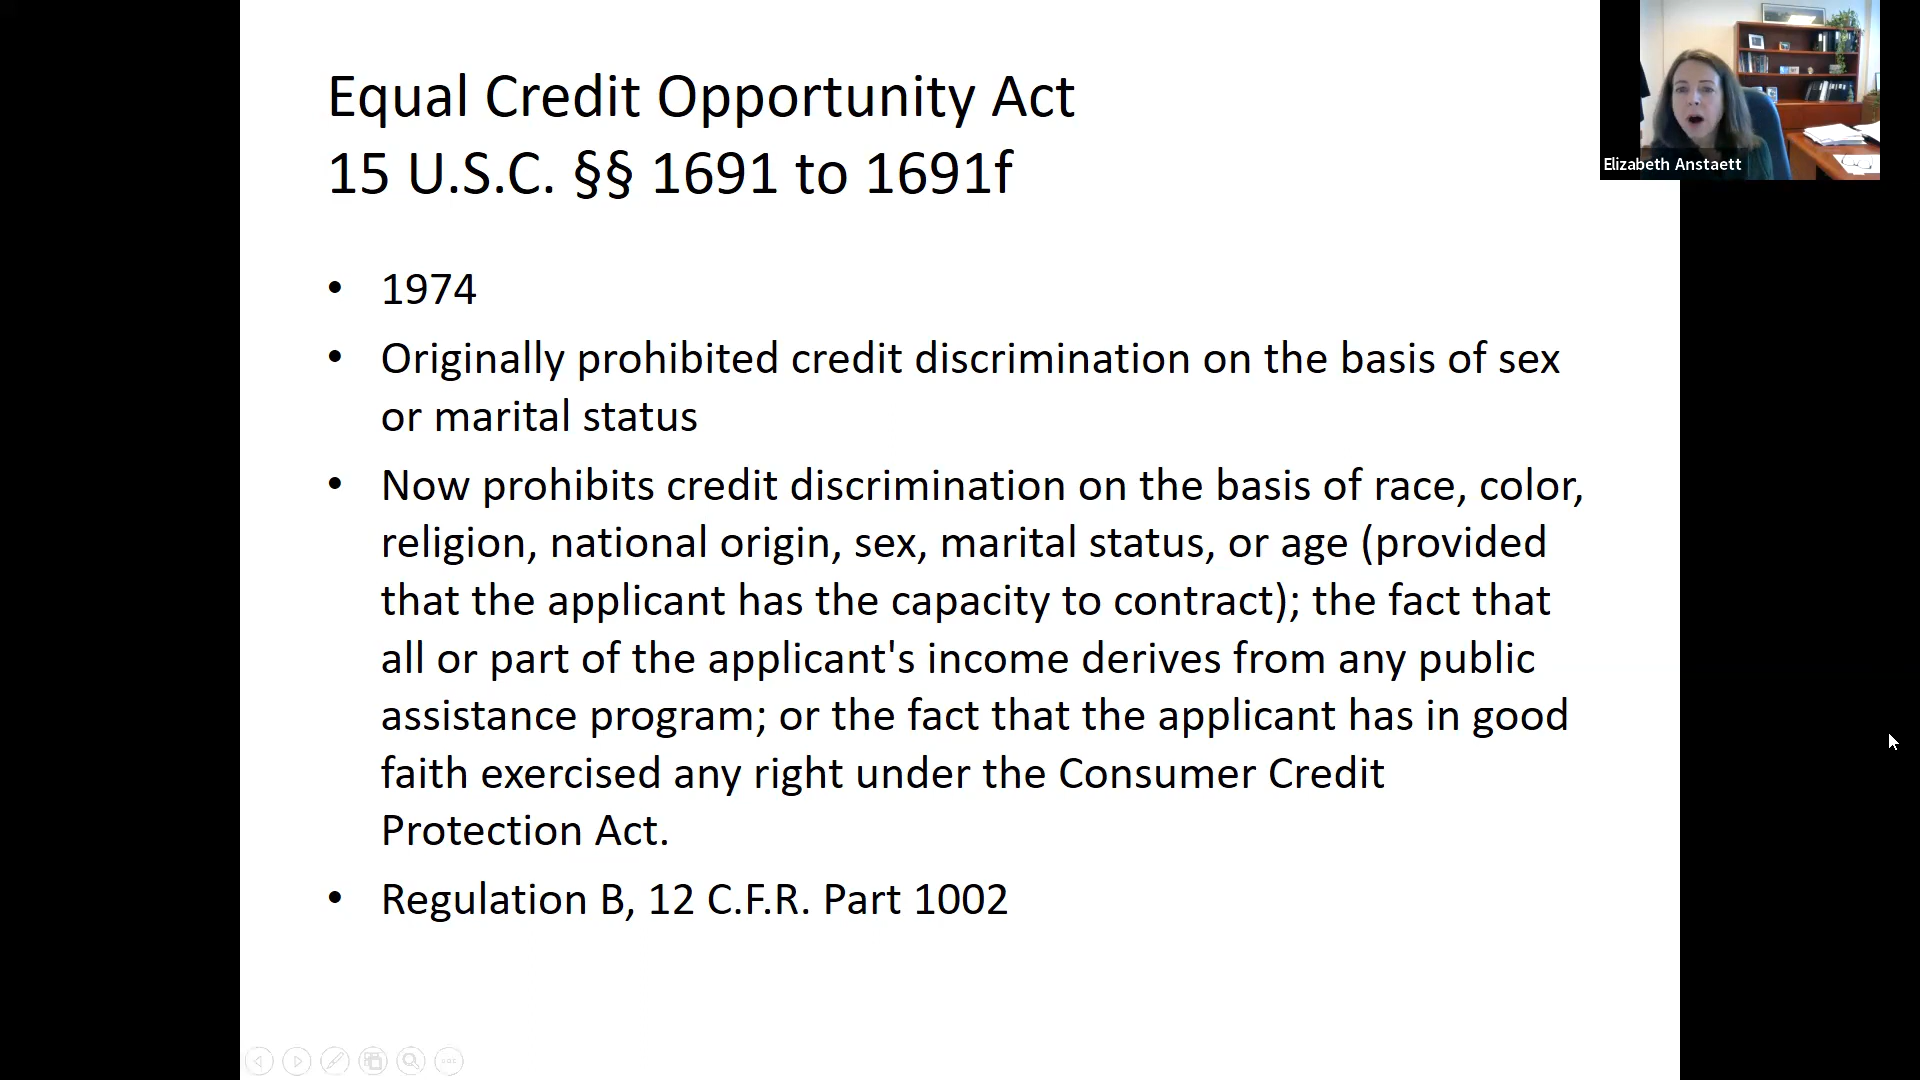 Equal Credit Opportunity Act
15 U.S.C. §§ 1691 to 1691f
• 1974
• Originally prohibited credit discrimination on the basis of sex
or marital status
• Now prohibits credit discrimination on the basis of race, color,
religion, national origin, sex, marital status, or age (provided
that the applicant has the capacity to contract); the fact that
all or part of the applicant's income derives from any public
assistance program; or the fact that the applicant has in good
faith exercised any right under the Consumer Credit
Protection Act.
• Regulation B, 12 C.F.R. Part 1002
Elizabeth Anstaett